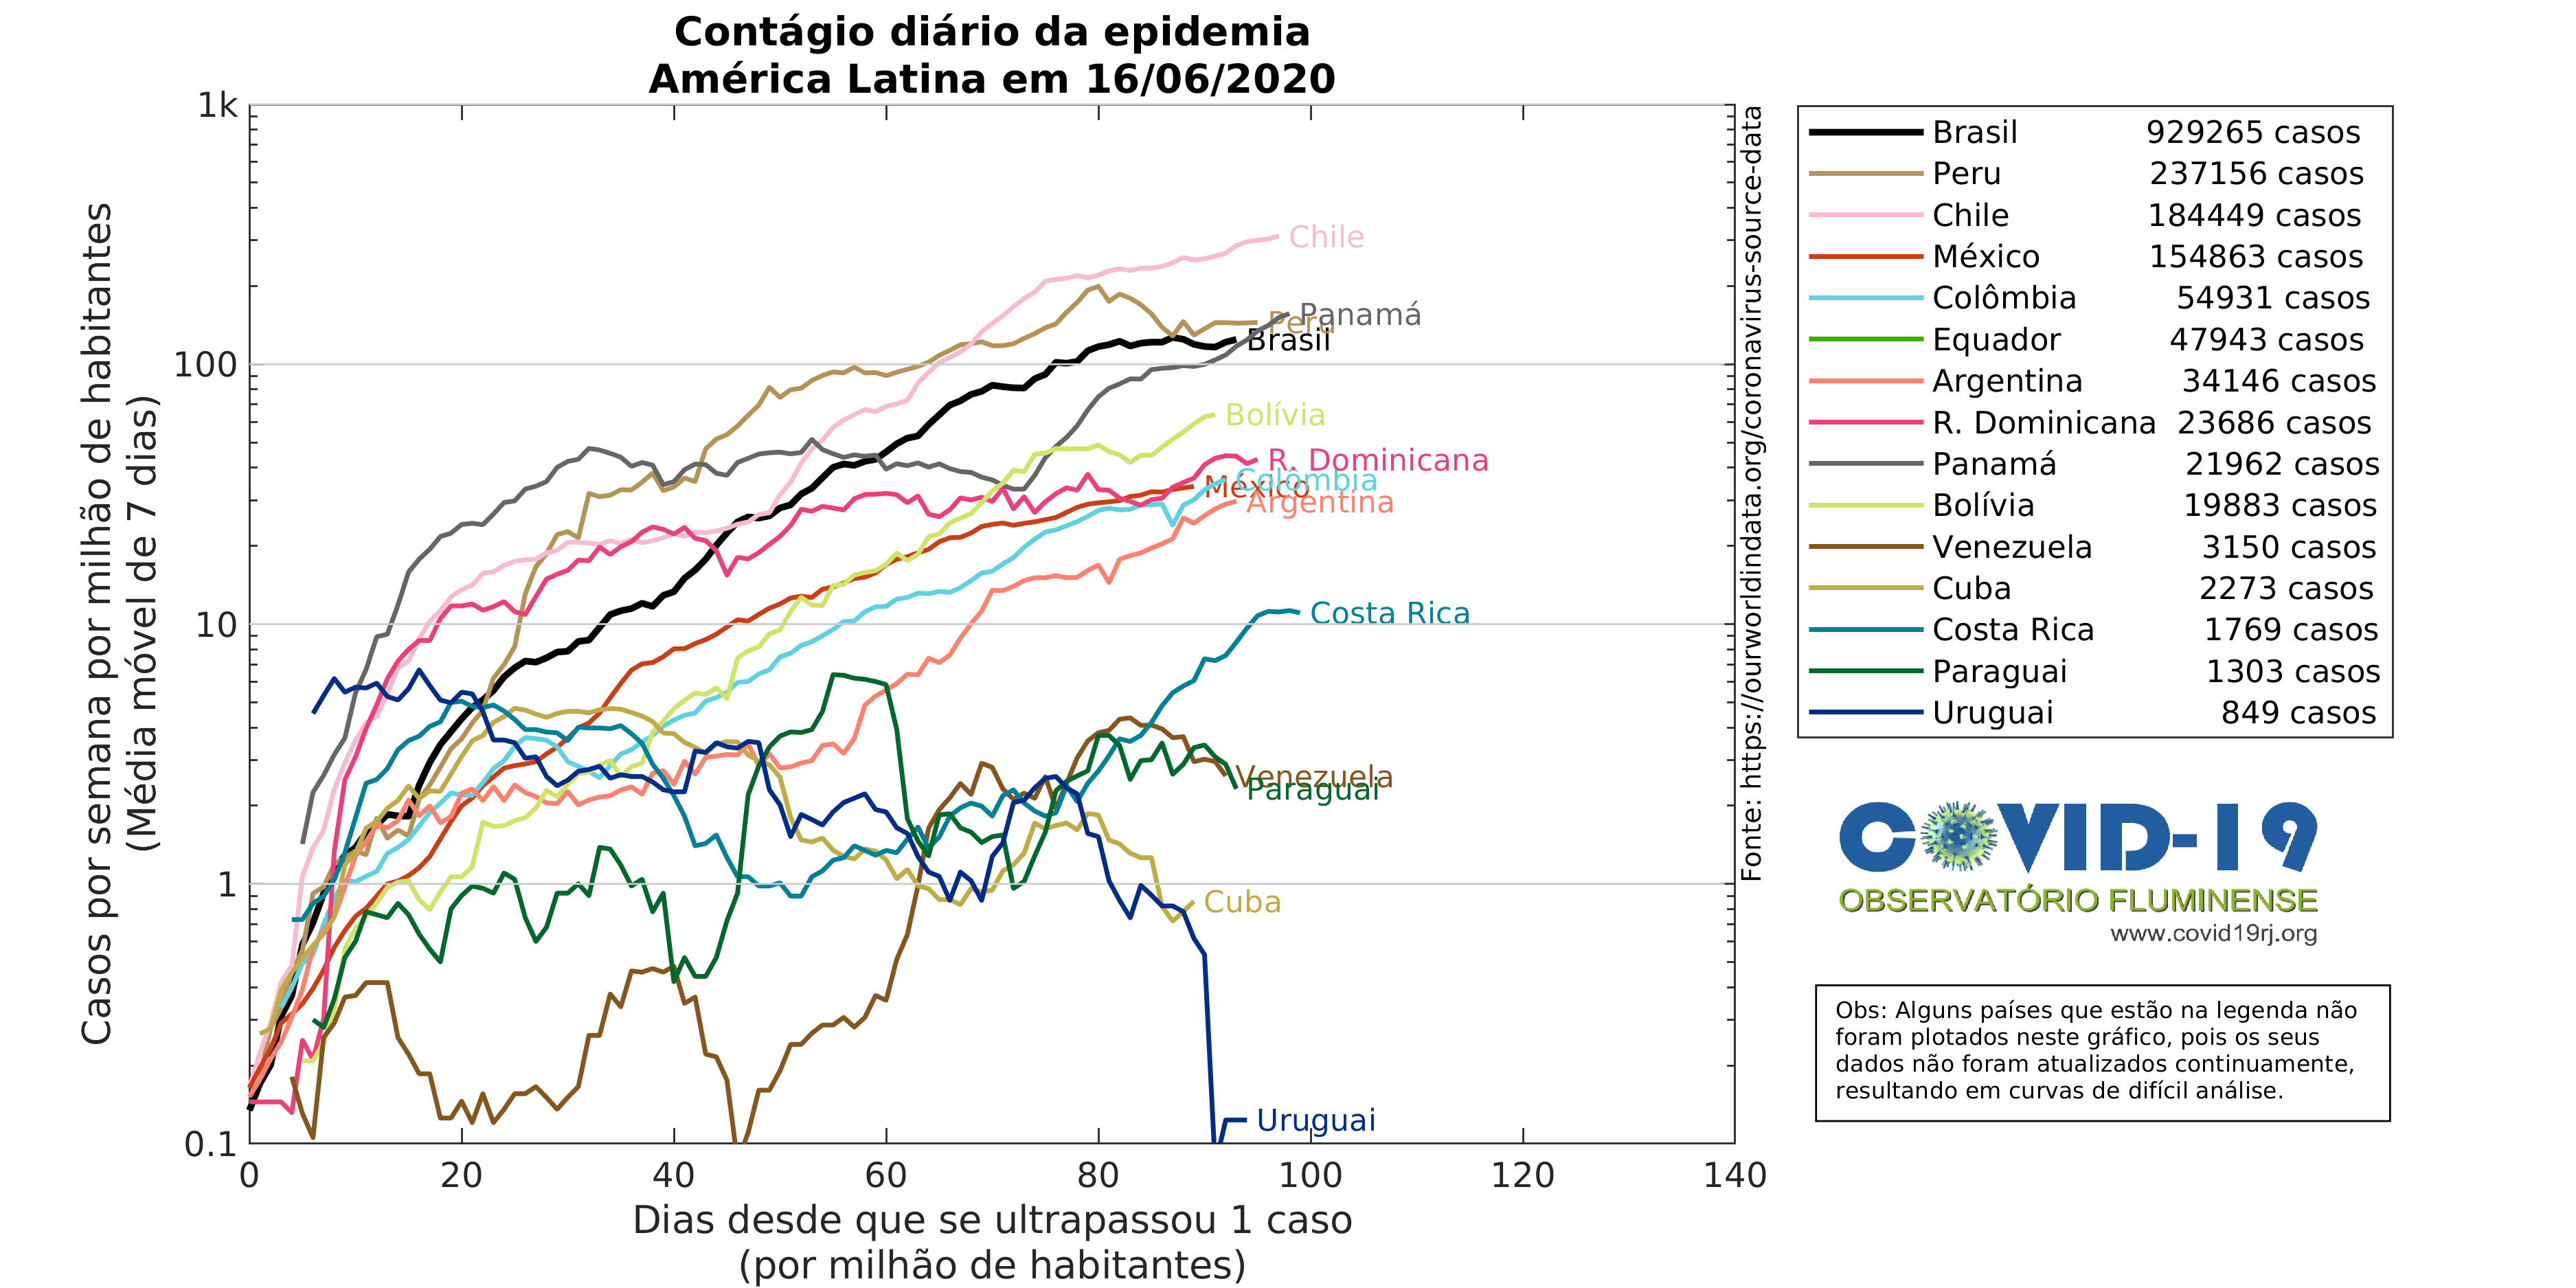 Contágio diário da epidemia
América Latina em 16/06/2020
Casos por semana por milhão de habitantes
(Média móvel de 7 dias)
1k
100
10
1
0.1
0
20
40
60
80
100
120
140
Dias desde que se ultrapassou 1 caso
(por milhão de habitantes)
Chile
Panamá
Peru
Brasil
Bolívia
R. Dominicana
Colômbia
México
Argentina
Costa Rica
Venezuela
Paraguai
Cuba
Uruguai
Fonte: https://ourworldindata.org/coronavirus-source-data
Brasil 929265 casos
Peru 237156 casos
Chile 184449 casos
México 154863 casos
Colômbia 54931 casos
Equador 47943 casos
Argentina 34146 casos
R. Dominicana 23686 casos
Panamá 21962 casos
Bolívia 19883 casos
Venezuela 3150 casos
Cuba 2273 casos
Costa Rica 1769 casos
Paraguai 1303 casos
Uruguai 849 casos
COVID-19
OBSERVATÓRIO FLUMINENSE
www.covid19rj.org
Obs: Alguns países que estão na legenda não
foram plotados neste gráfico, pois os seus
dados não foram atualizados continuamente,
resultando em curvas de difícil análise.